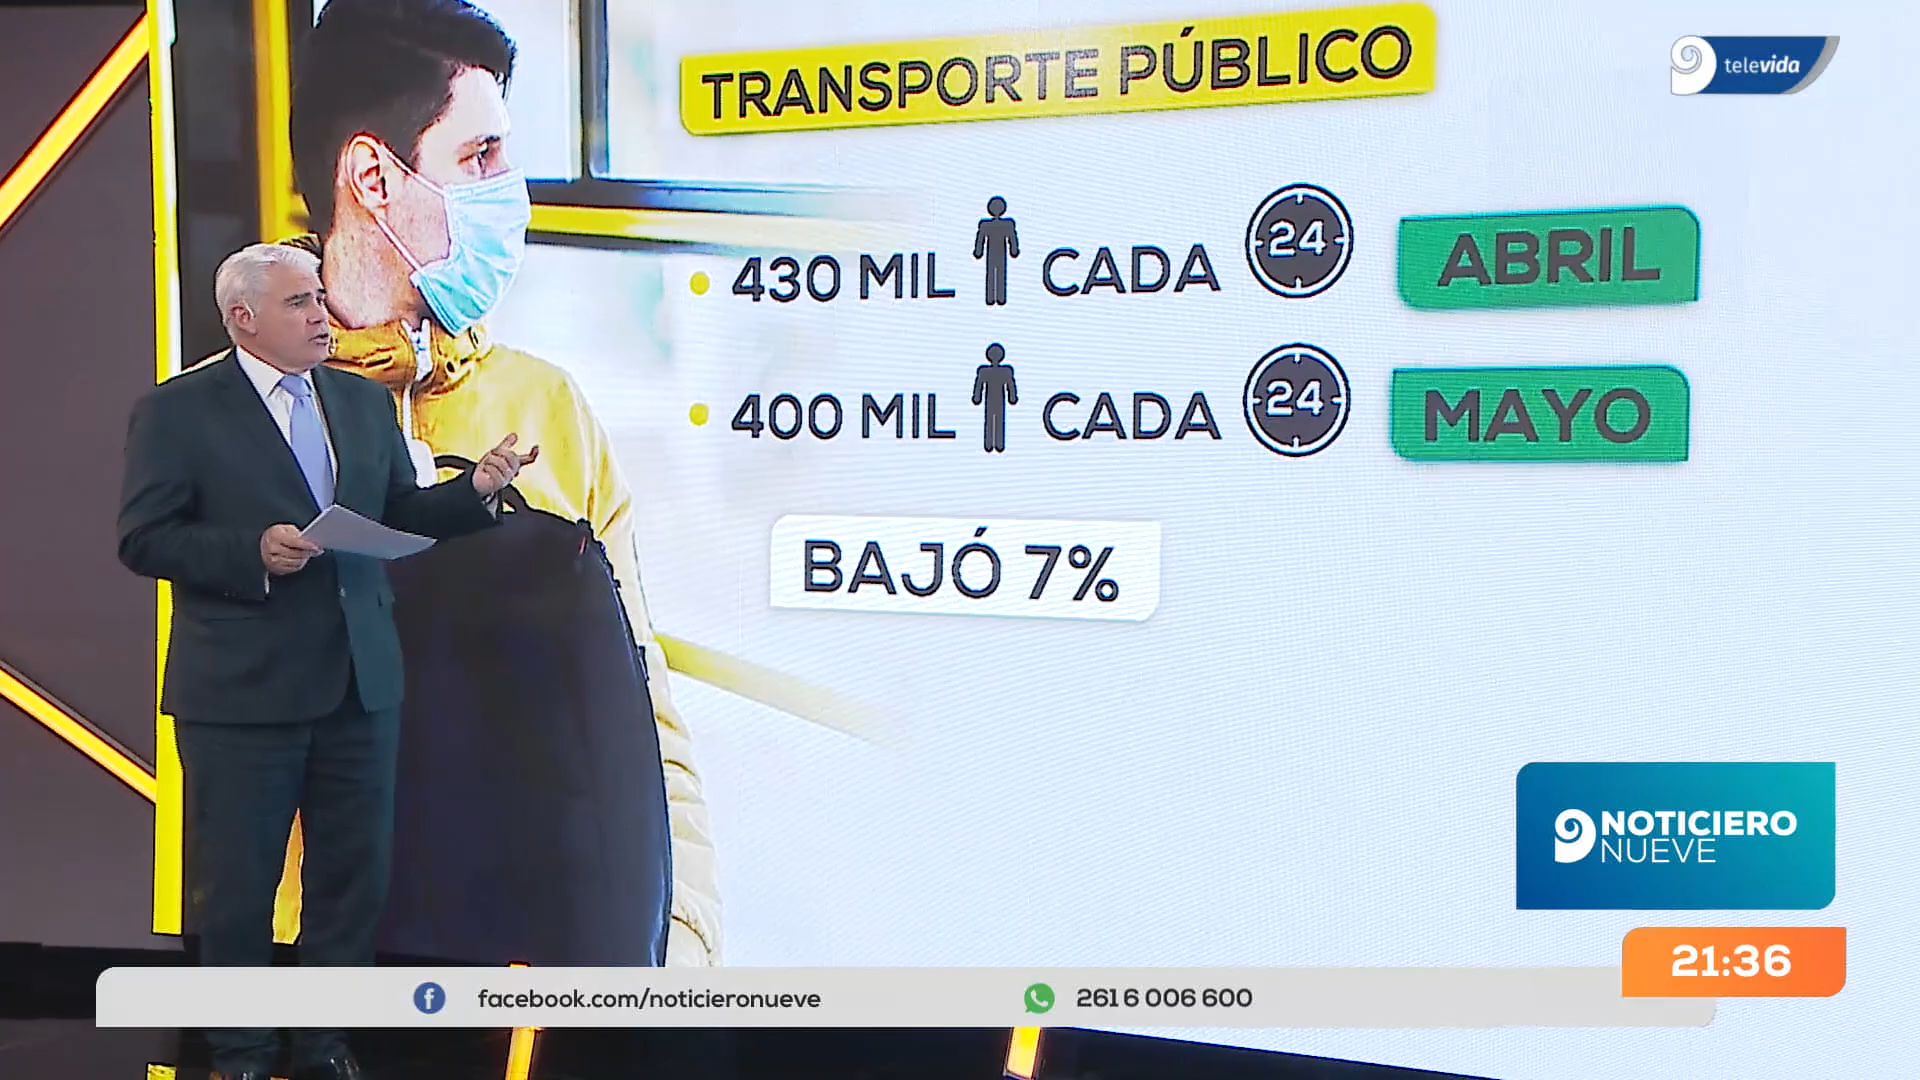 TRANSPORTE PÚBLICO
9 televida
430 MIL CADA 24 ABRIL
400 MIL CADA 24 MAYO
BAJÓ 7%
9 NOTICIERO
NUEVE
21:36
facebook.com/noticieronueve
261 6 006 600